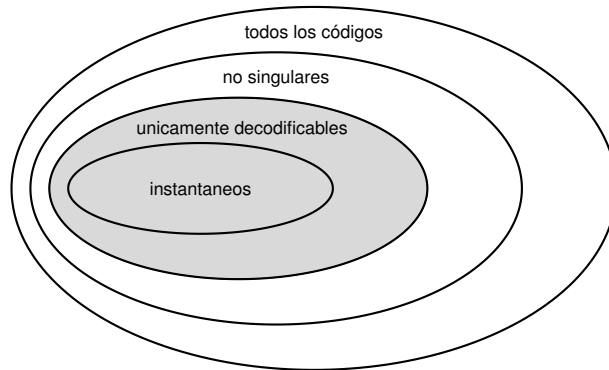 todos los códigos
no singulares
unicamente decodificables
instantaneos